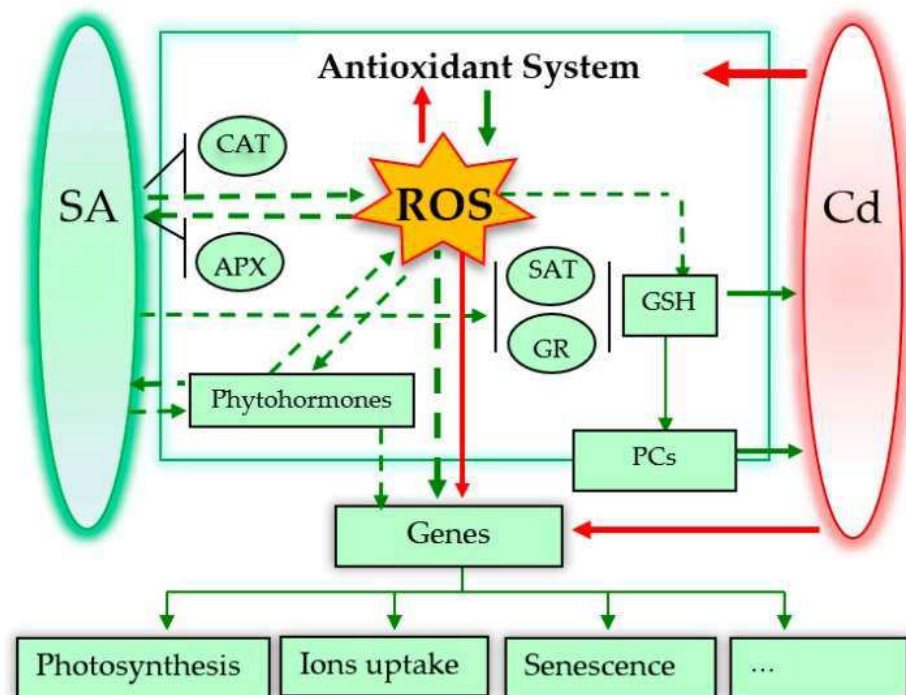 Antioxidant System
CAT
SA
ROS
Cd
APX
SAT
GSH
GR
Phytohormones
PCs
Genes
Photosynthesis
Ions uptake
Senescence
...